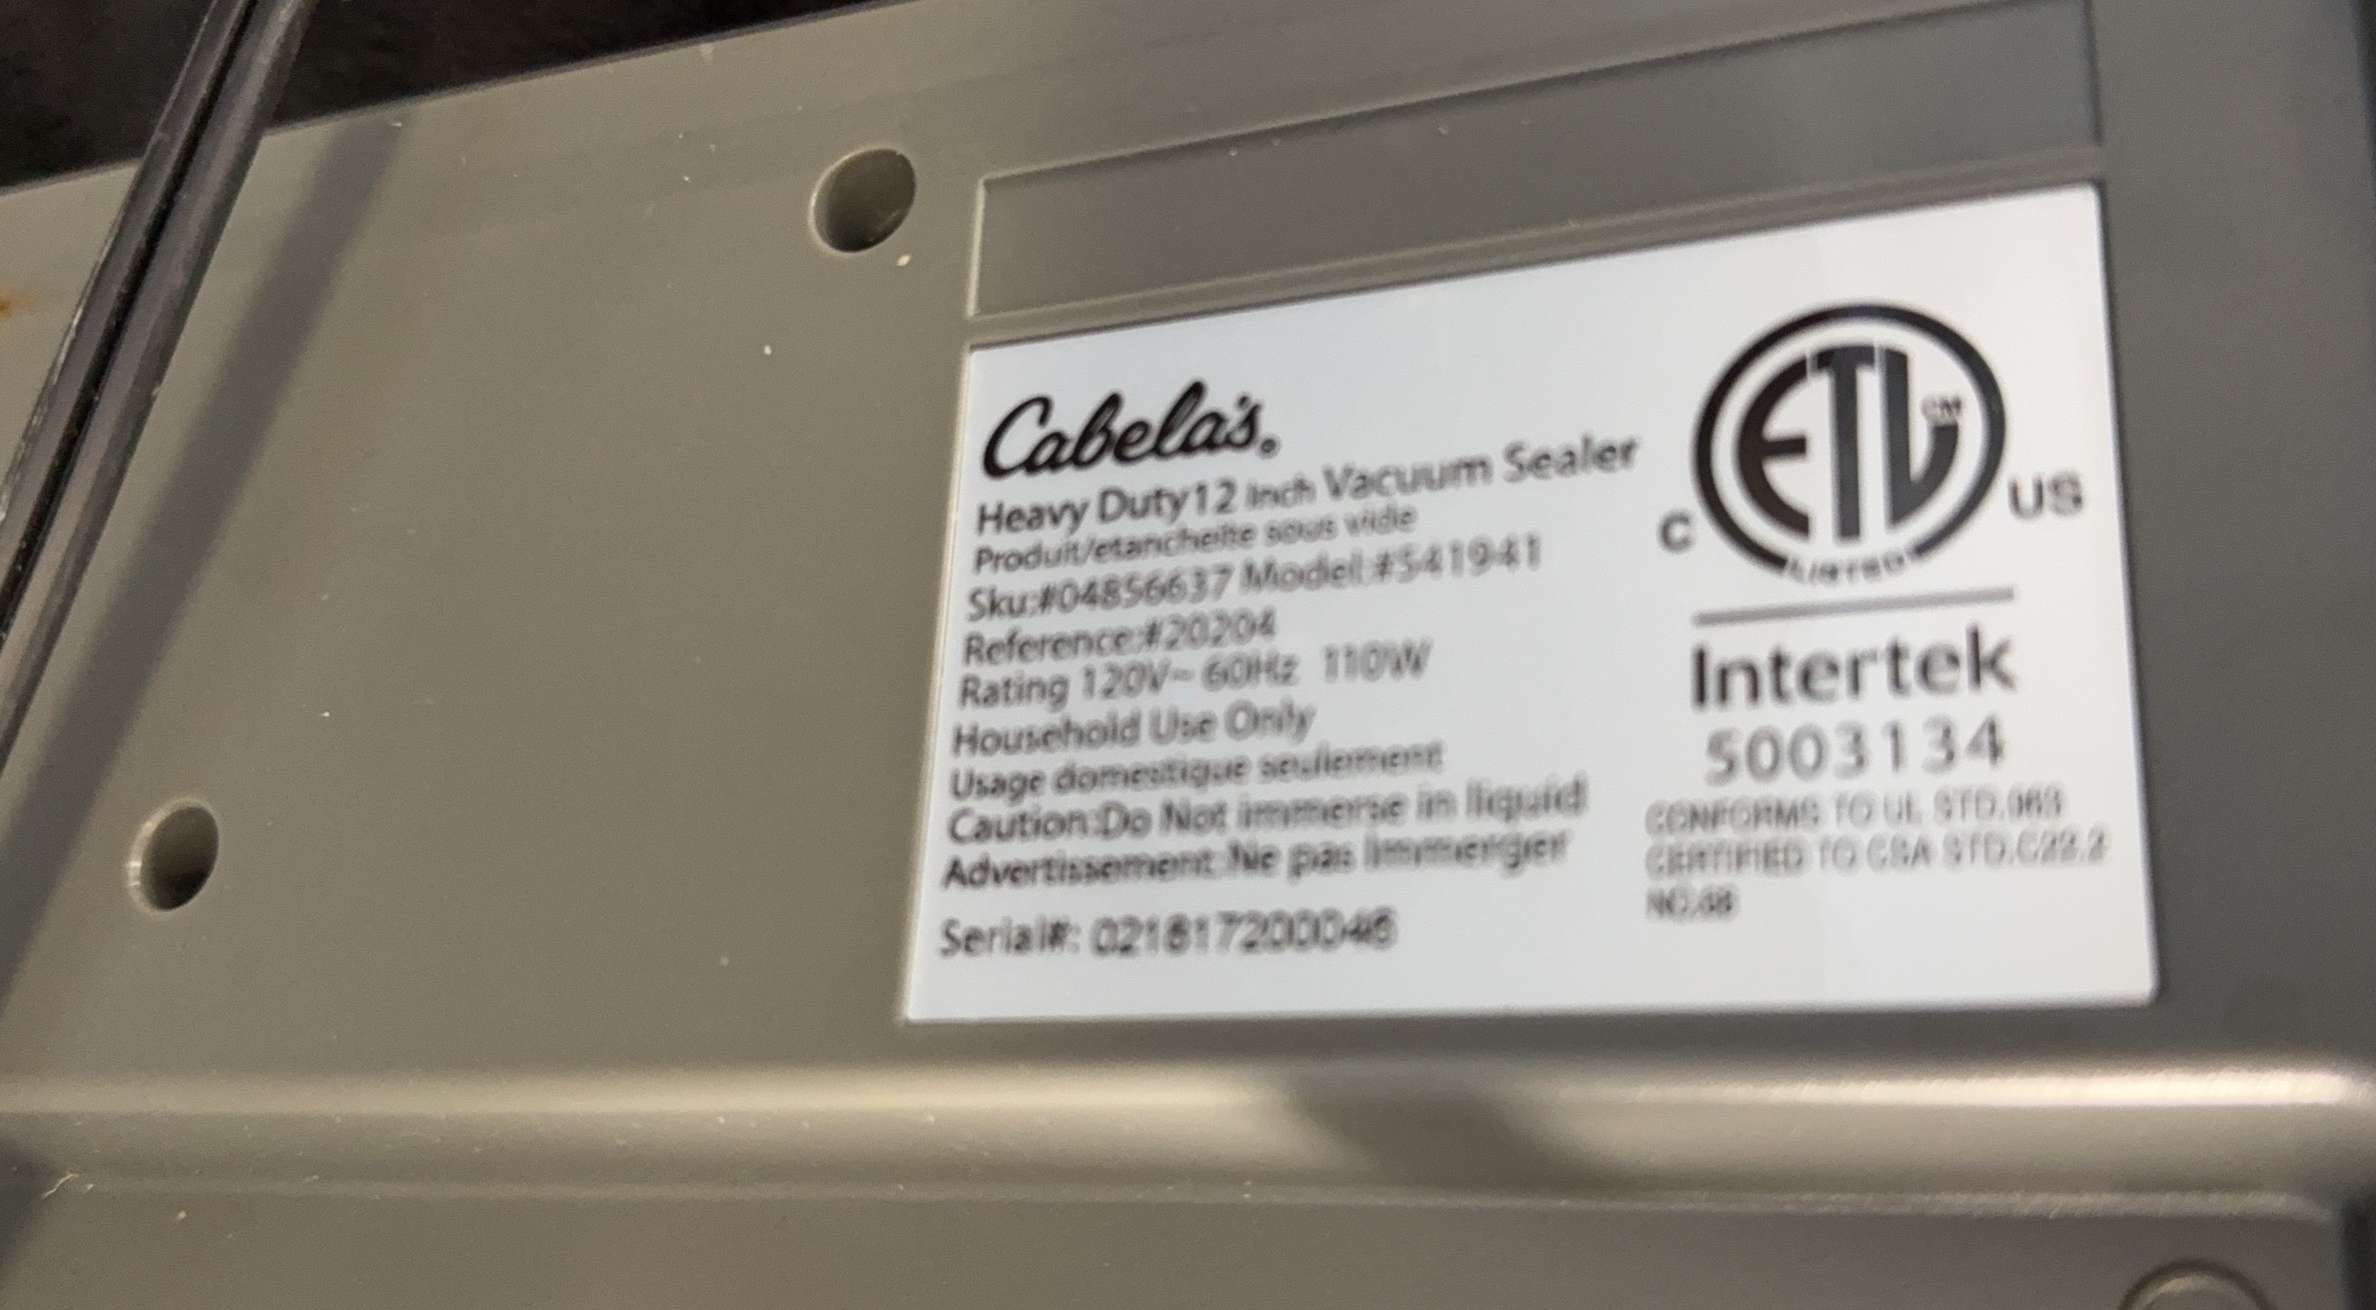 Cabela's®
Heavy Duty12 Inch Vacuum Sealer
Produit/etancheite sous vide
Sku:#04856637 Model:#541941
Reference:#20204
Rating 120V~ 60Hz 110W
Household Use Only
Usage domestique seulement
Caution:Do Not immerse in liquid
Advertissement:Ne pas Immerger
Serial#:
ETL CM
C US
LISTED
Intertek
5003134
CONFORMS TO UL STD.
CERTIFIED TO CSA STD.C22.2